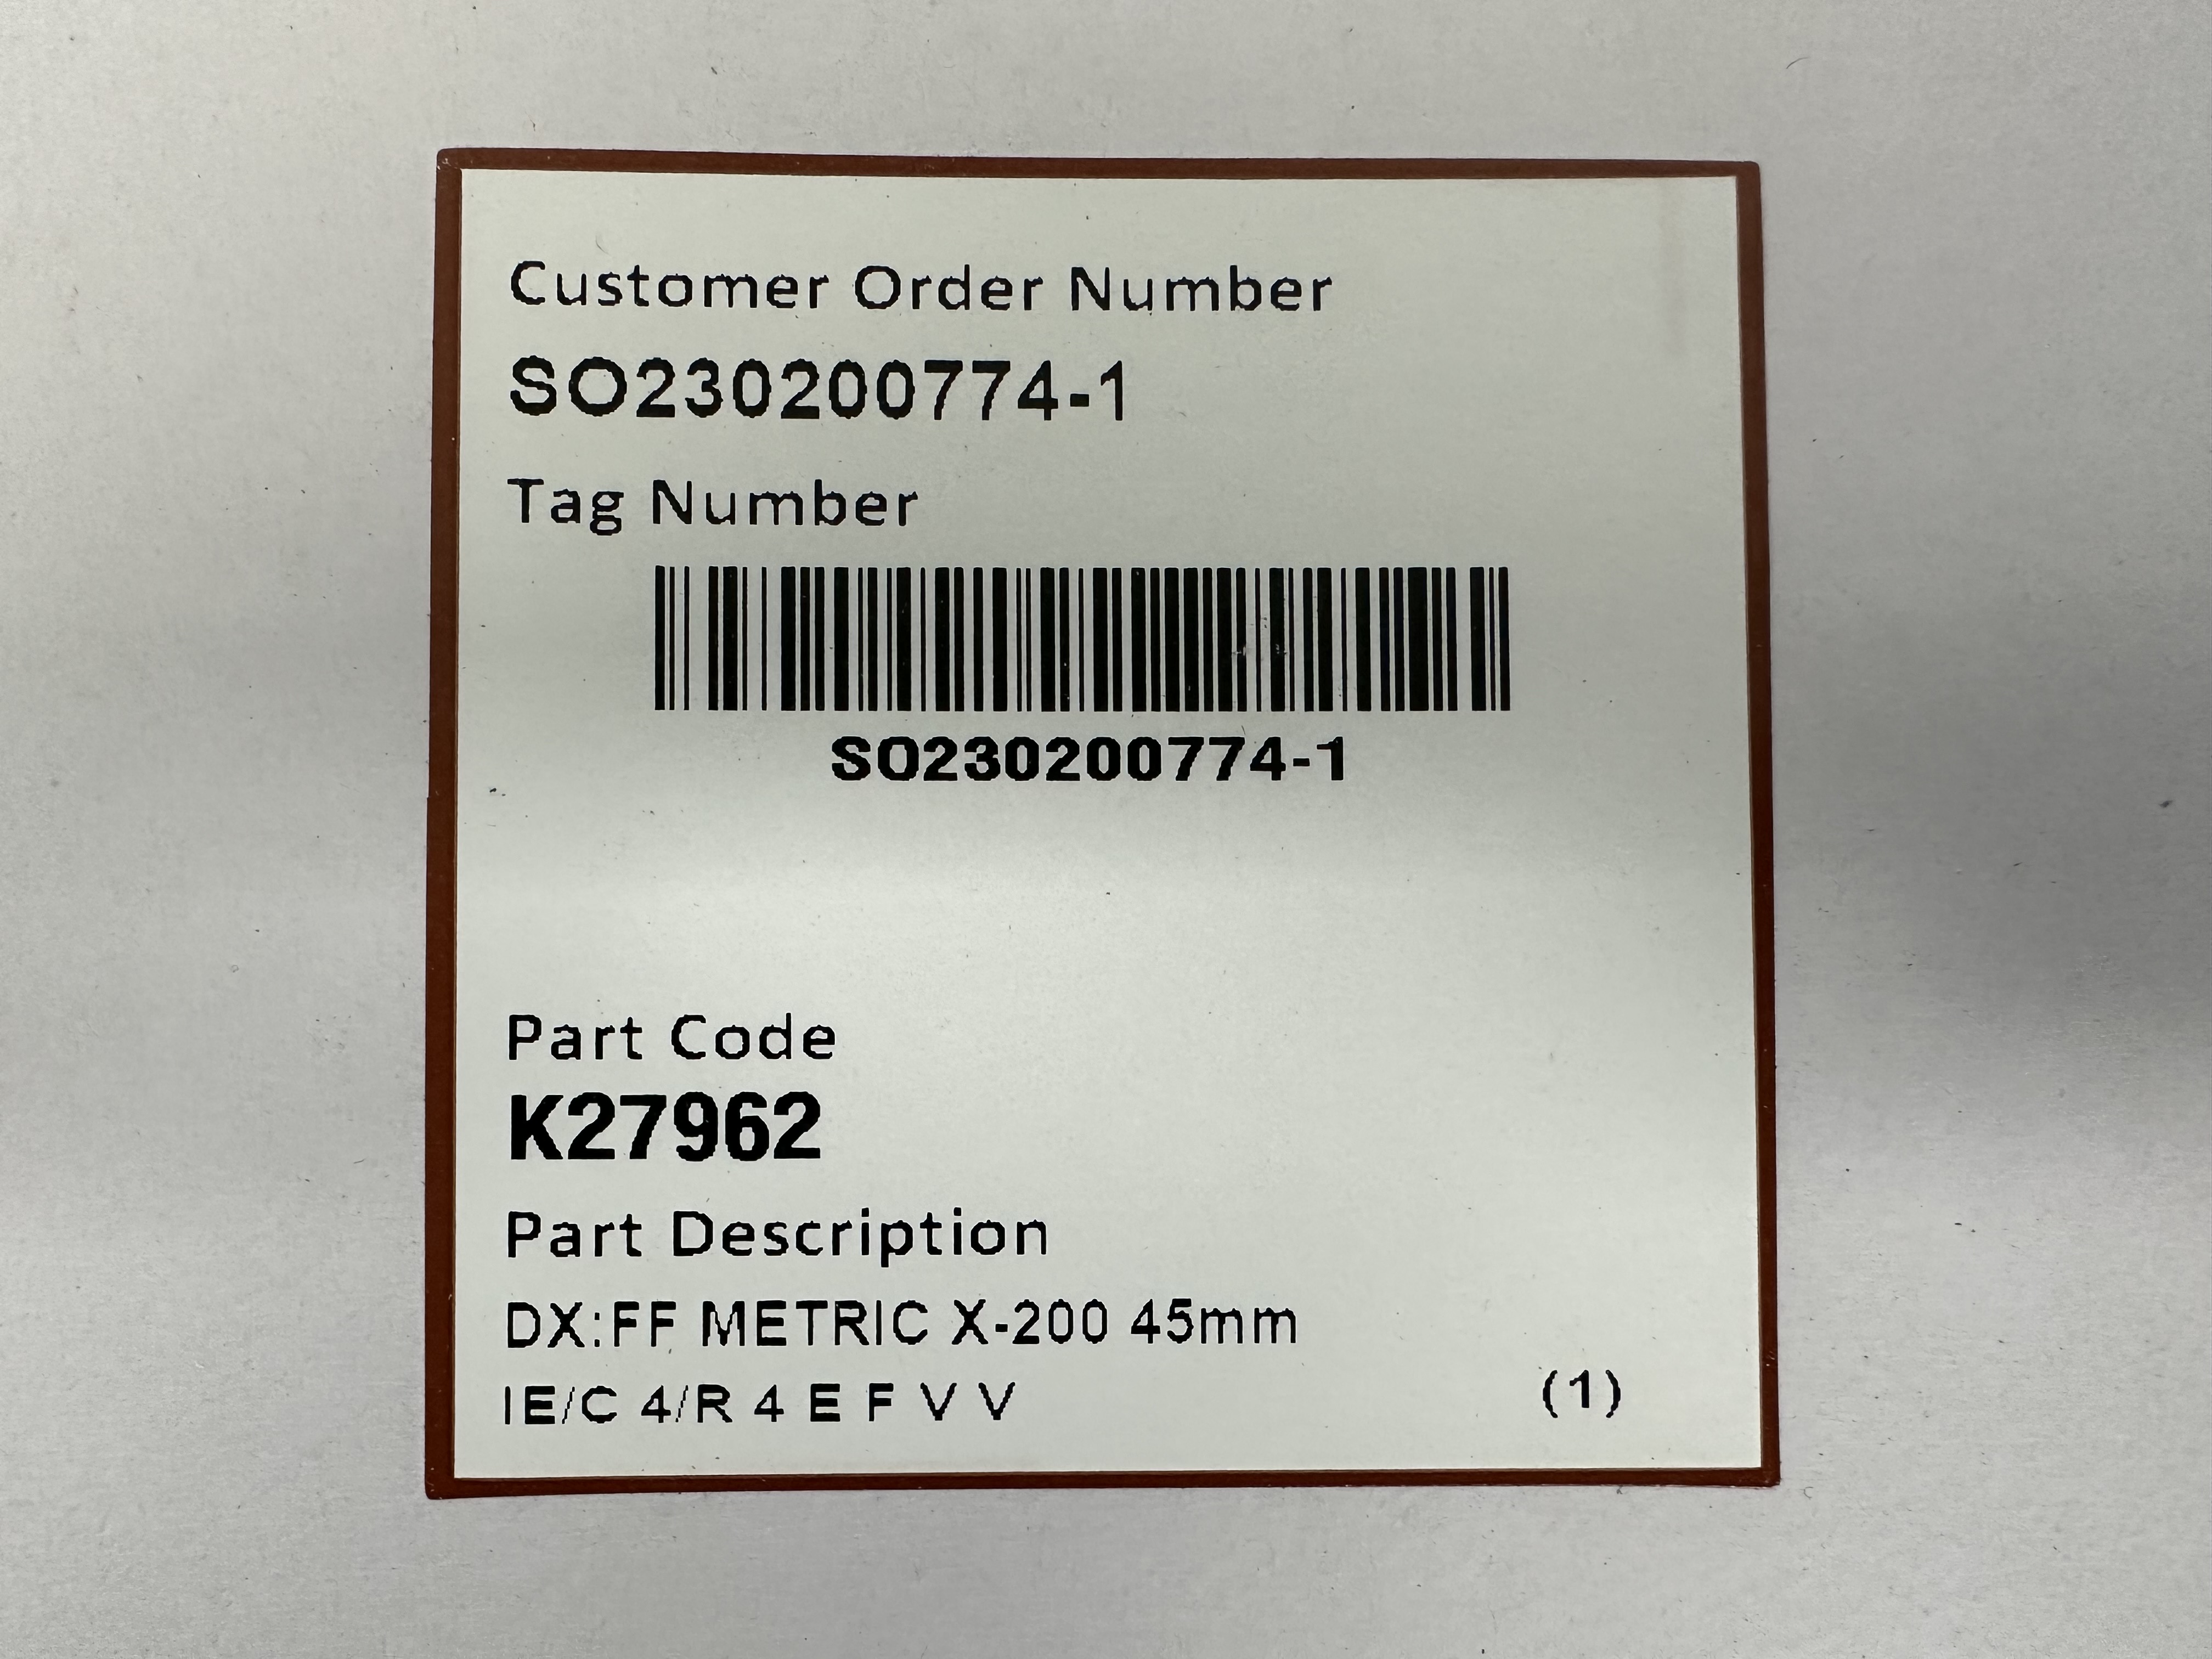 Customer Order Number
SO230200774-1
Tag Number
SO230200774-1
Part Code
K27962
Part Description
DX:FF METRIC X-200 45mm
IE/C 4/R 4 E F V V (1)